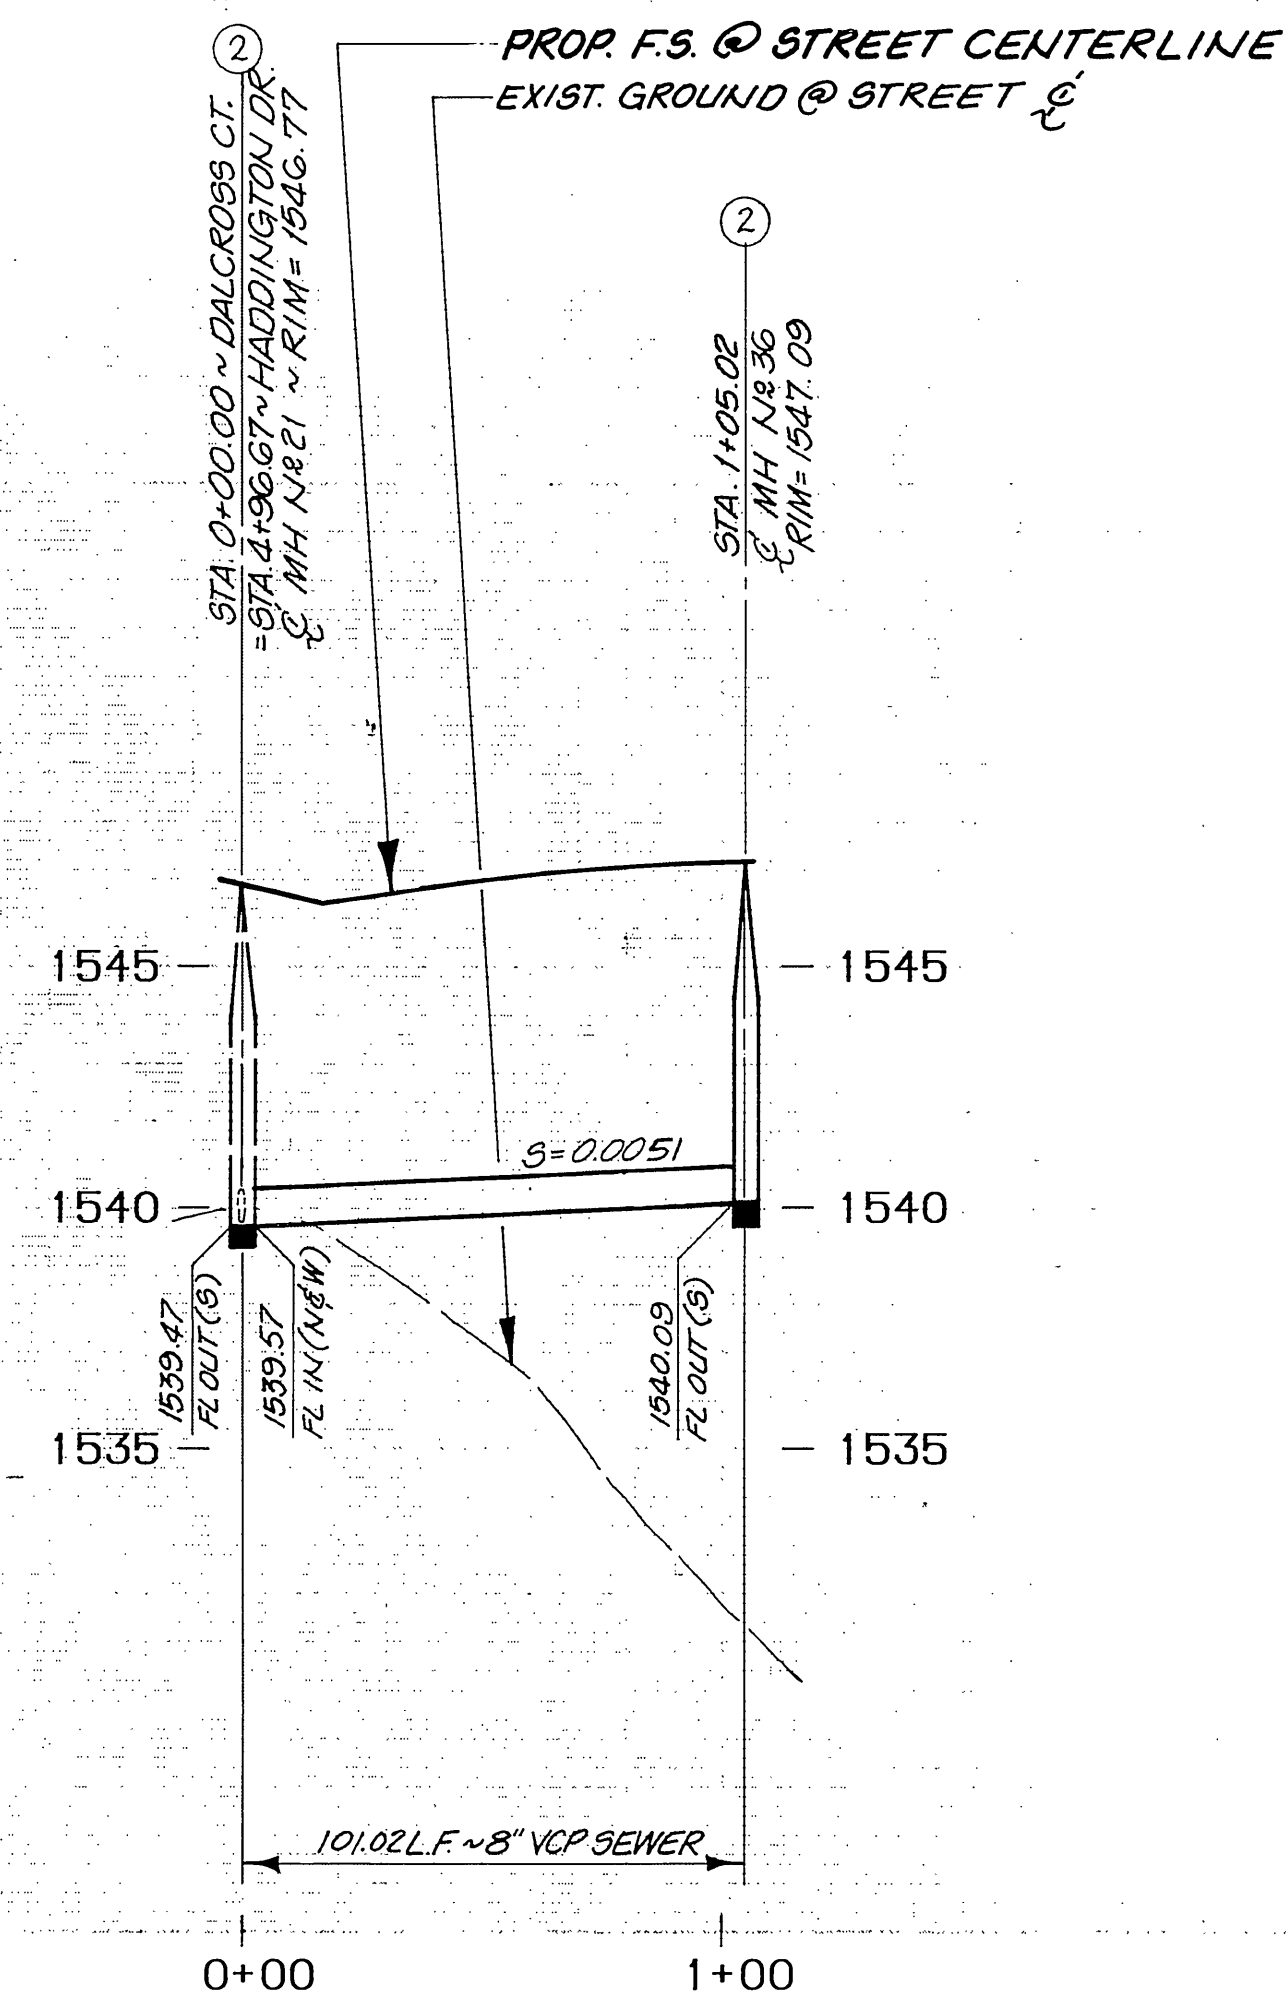 2
PROP. F.S. @ STREET CENTERLINE
EXIST. GROUND @ STREET ℄
STA. 0+00.00 ~ DALCROSS CT.
=STA. 4+96.67 ~ HADDINGTON DR.
℄ MH Nº 21 ~ RIM= 1546.77
2
STA. 1+05.02
℄ MH Nº 36
RIM= 1547.09
1545
1545
S=0.0051
1540
1540
1539.47
FL OUT (S)
1539.57
FL IN (N&W)
1540.09
FL OUT (S)
1535
1535
101.02 L.F. ~ 8" VCP SEWER
0+00
1+00